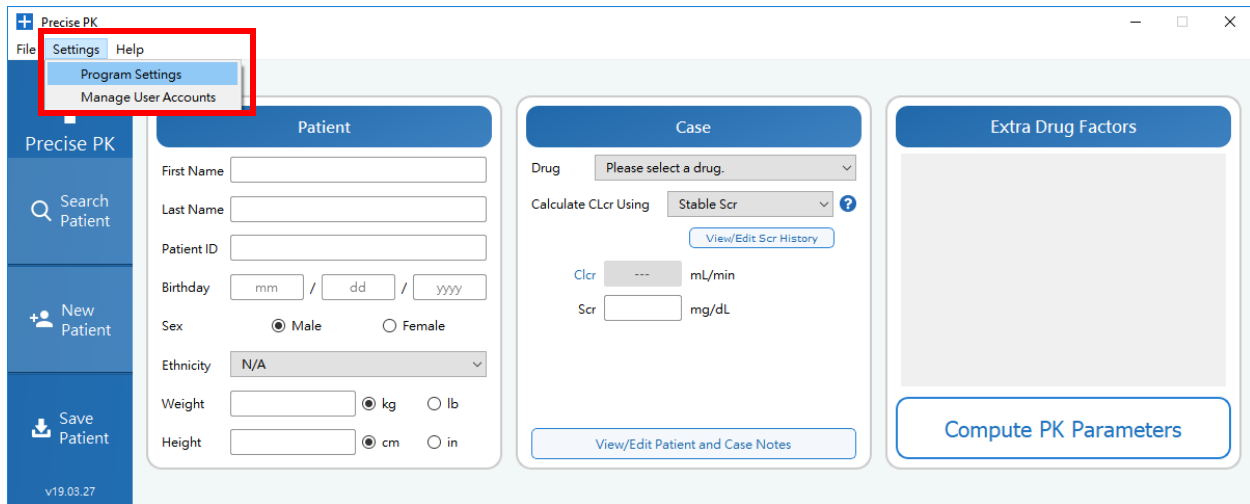 Precise PK
File Settings Help
Program Settings
Manage User Accounts
Precise PK
Search
Patient
New
Patient
Save
Patient
v19.03.27
Patient
First Name
Last Name
Patient ID
Birthday mm / dd / yyyy
Sex Male Female
Ethnicity N/A
Weight kg lb
Height cm in
Case
Drug Please select a drug.
Calculate CLcr Using Stable Scr ?
View/Edit Scr History
Clcr --- mL/min
Scr mg/dL
View/Edit Patient and Case Notes
Extra Drug Factors
Compute PK Parameters